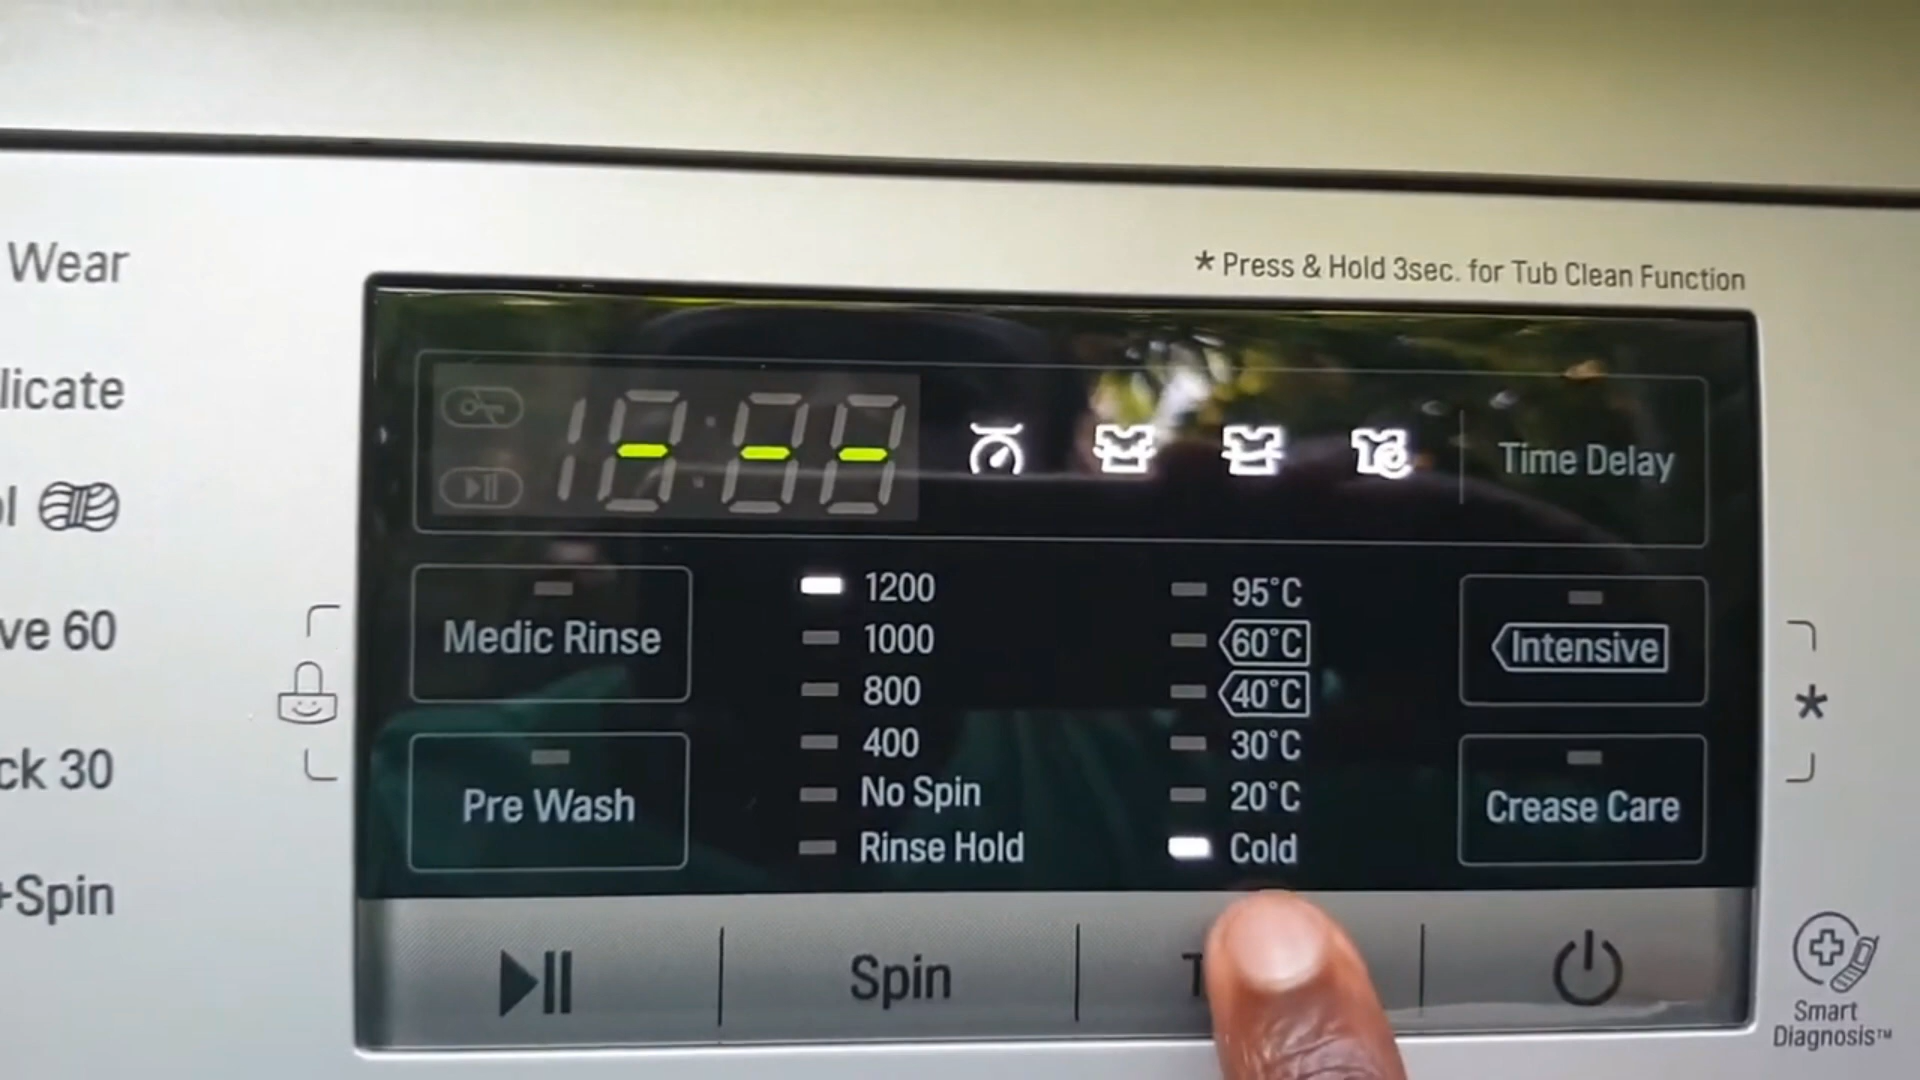 Wear
* Press & Hold 3sec. for Tub Clean Function
licate
Time Delay
1200
95°C
Medic Rinse
1000
60°C
Intensive
ve 60
800
40°C
*
400
30°C
ck 30
Pre Wash
No Spin
20°C
Crease Care
Rinse Hold
Cold
+Spin
Spin
T
Smart
Diagnosis™